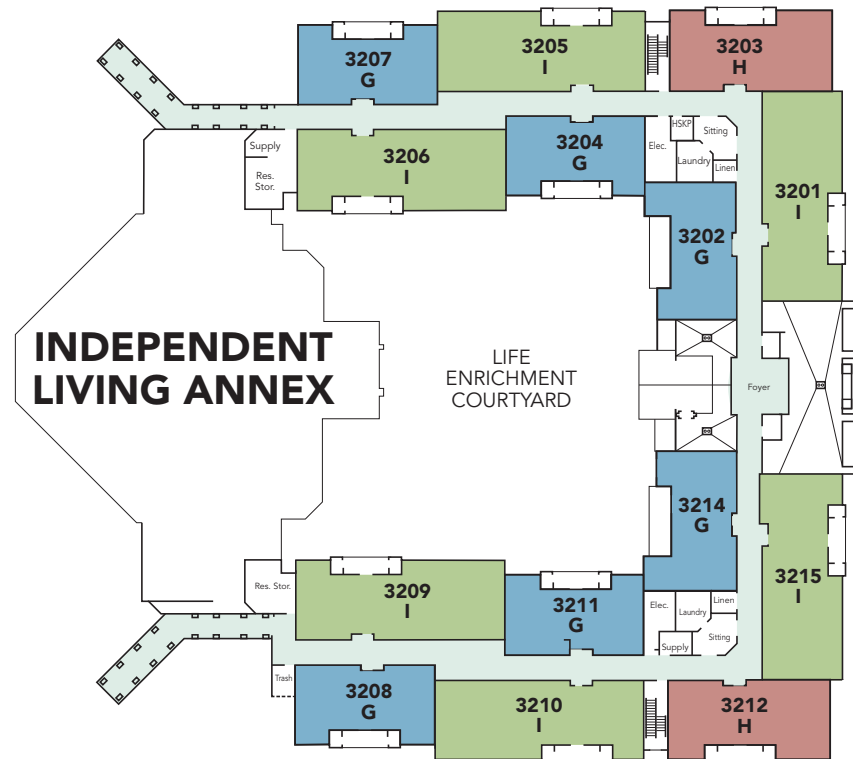 3207
G
3205
I
3203
H
HSKP
Sitting
Elec.
Laundry
Linen
Supply
Res.
Stor.
3206
I
3204
G
3201
I
3202
G
INDEPENDENT
LIVING ANNEX
LIFE
ENRICHMENT
COURTYARD
Foyer
3214
G
3215
I
Res. Stor.
3209
I
3211
G
Elec.
Laundry
Linen
Sitting
Supply
Trash
3208
G
3210
I
3212
H